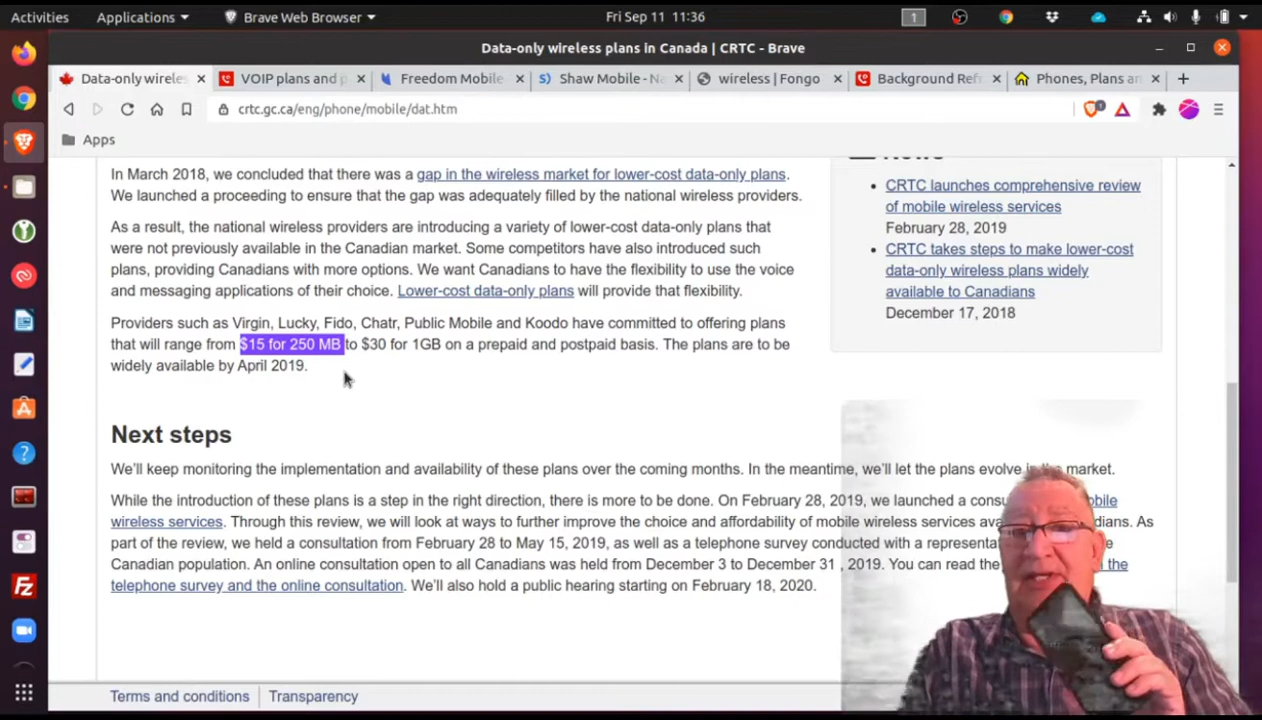 Activities Applications Brave Web Browser Fri Sep 11 11:36 1
Data-only wireless plans in Canada | CRTC - Brave
Data-only wireles VOIP plans and p Freedom Mobile Shaw Mobile - Na wireless | Fongo Background Refr Phones, Plans an
crtc.gc.ca/eng/phone/mobile/dat.htm
Apps
In March 2018, we concluded that there was a gap in the wireless market for lower-cost data-only plans.
We launched a proceeding to ensure that the gap was adequately filled by the national wireless providers.
As a result, the national wireless providers are introducing a variety of lower-cost data-only plans that
were not previously available in the Canadian market. Some competitors have also introduced such
plans, providing Canadians with more options. We want Canadians to have the flexibility to use the voice
and messaging applications of their choice. Lower-cost data-only plans will provide that flexibility.
Providers such as Virgin, Lucky, Fido, Chatr, Public Mobile and Koodo have committed to offering plans
that will range from $15 for 250 MB to $30 for 1GB on a prepaid and postpaid basis. The plans are to be
widely available by April 2019.
CRTC launches comprehensive review
of mobile wireless services
February 28, 2019
CRTC takes steps to make lower-cost
data-only wireless plans widely
available to Canadians
December 17, 2018
Next steps
We'll keep monitoring the implementation and availability of these plans over the coming months. In the meantime, we'll let the plans evolve in the market.
While the introduction of these plans is a step in the right direction, there is more to be done. On February 28, 2019, we launched a consu obile
wireless services. Through this review, we will look at ways to further improve the choice and affordability of mobile wireless services ava dians. As
part of the review, we held a consultation from February 28 to May 15, 2019, as well as a telephone survey conducted with a representa e
Canadian population. An online consultation open to all Canadians was held from December 3 to December 31 , 2019. You can read the the
telephone survey and the online consultation. We'll also hold a public hearing starting on February 18, 2020.
Terms and conditions Transparency